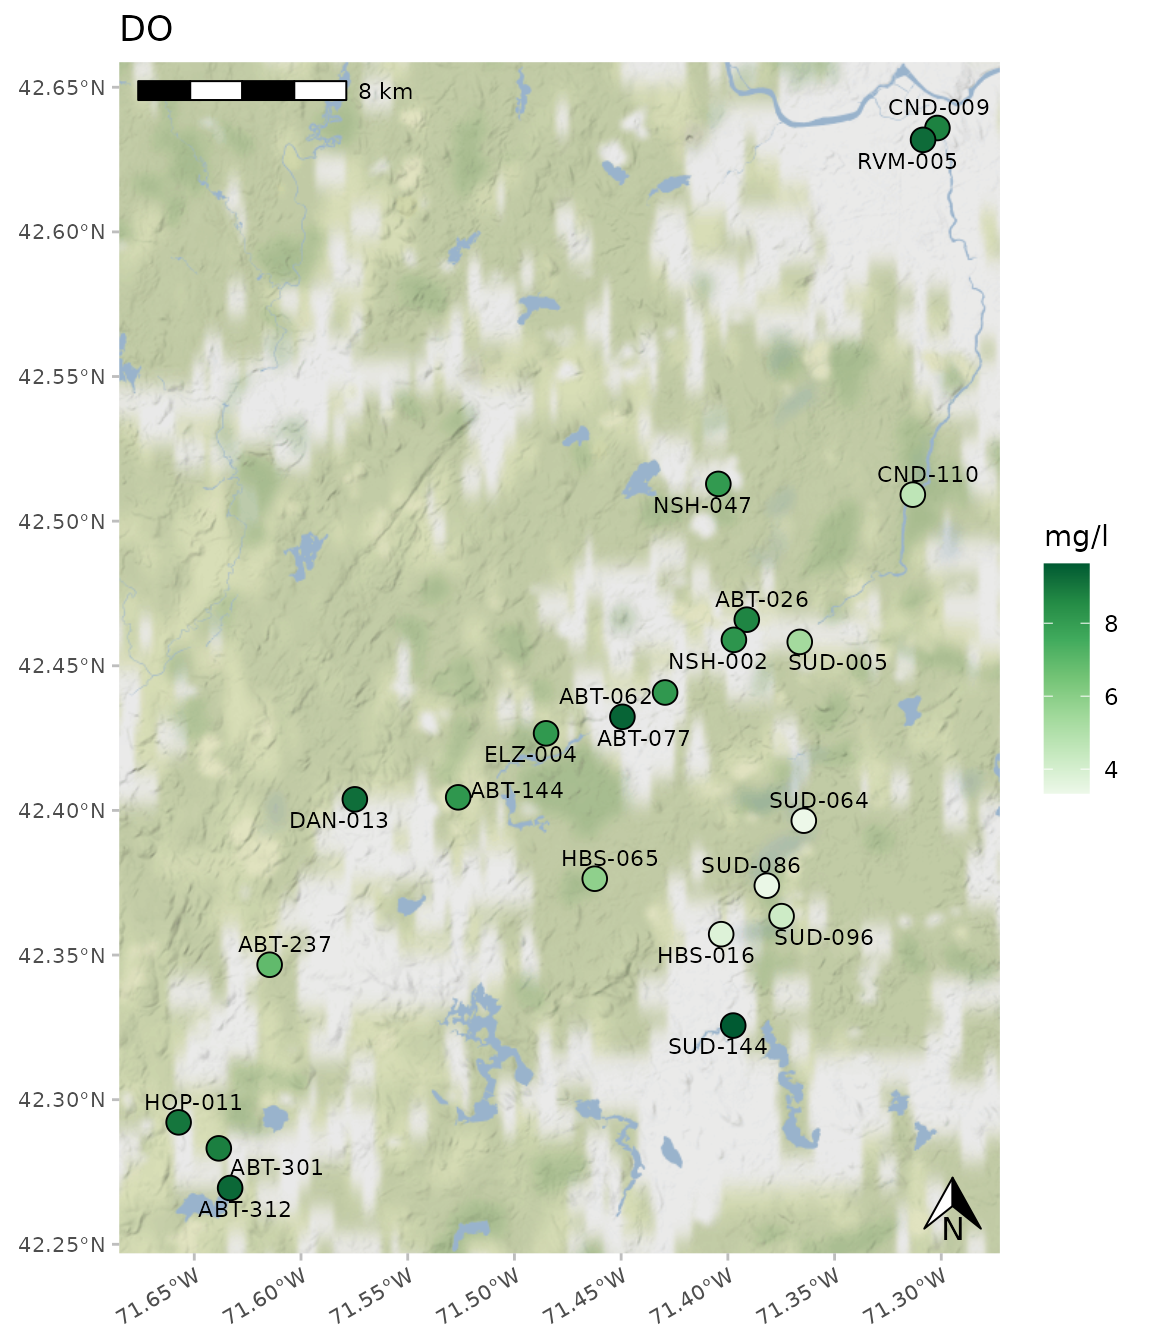 DO
42.65°N
8 km
CND-009
RVM-005
42.60°N
42.55°N
CND-110
NSH-047
42.50°N
mg/l
ABT-026
8
NSH-002
SUD-005
42.45°N
ABT-062
6
ABT-077
ELZ-004
4
ABT-144
SUD-064
42.40°N
DAN-013
HBS-065
SUD-086
SUD-096
ABT-237
42.35°N
HBS-016
SUD-144
42.30°N
HOP-011
ABT-301
ABT-312
N
42.25°N
71.65°W
71.60°W
71.55°W
71.50°W
71.45°W
71.40°W
71.35°W
71.30°W